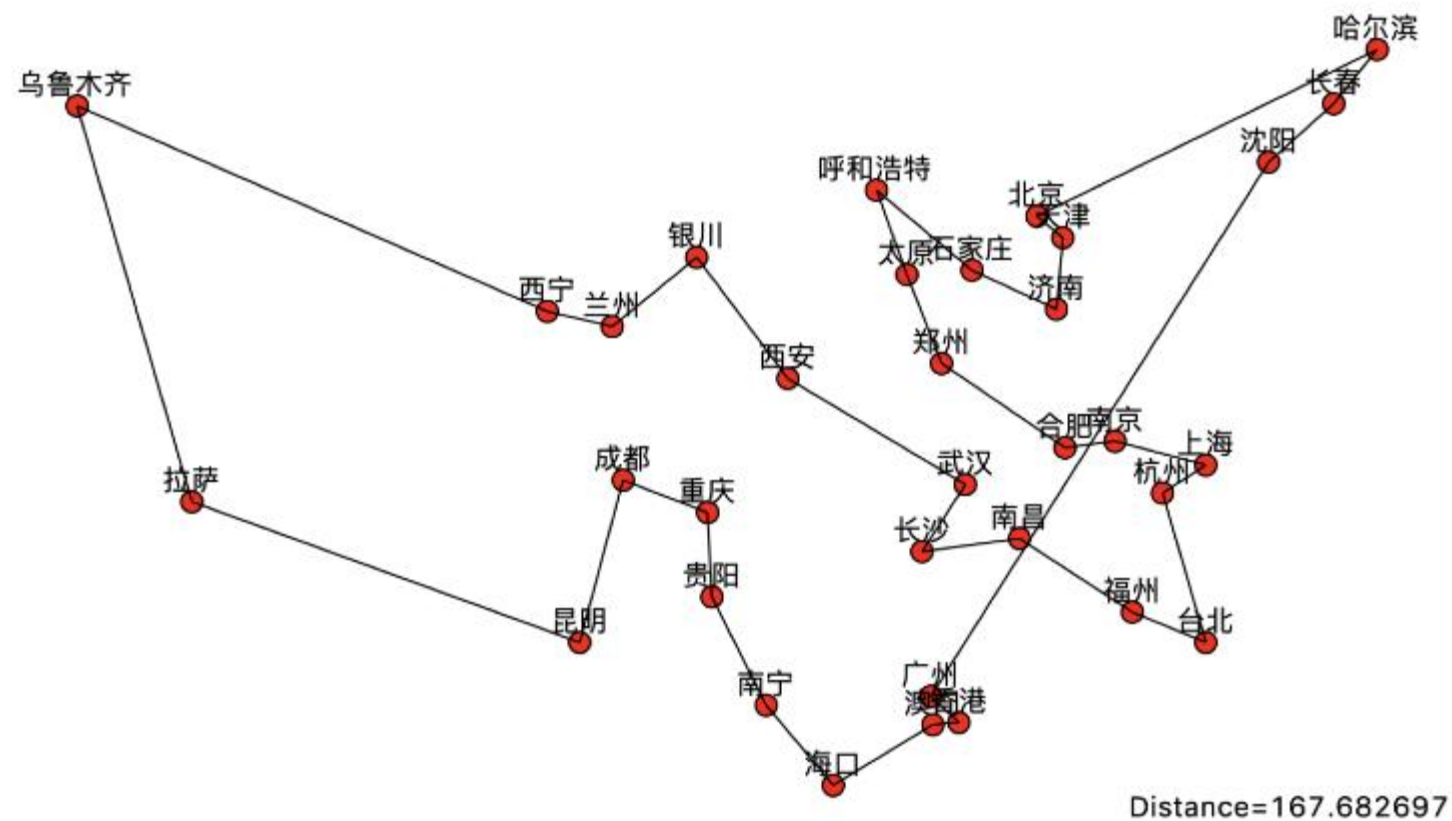 哈尔滨
乌鲁木齐
长春
沈阳
呼和浩特
北京
天津
银川
太原
石家庄
西宁
兰州
济南
郑州
西安
合肥
南京
上海
成都
武汉
杭州
拉萨
重庆
长沙
南昌
贵阳
福州
昆明
台北
广州
南宁
澳门
香港
海口
Distance=167.682697